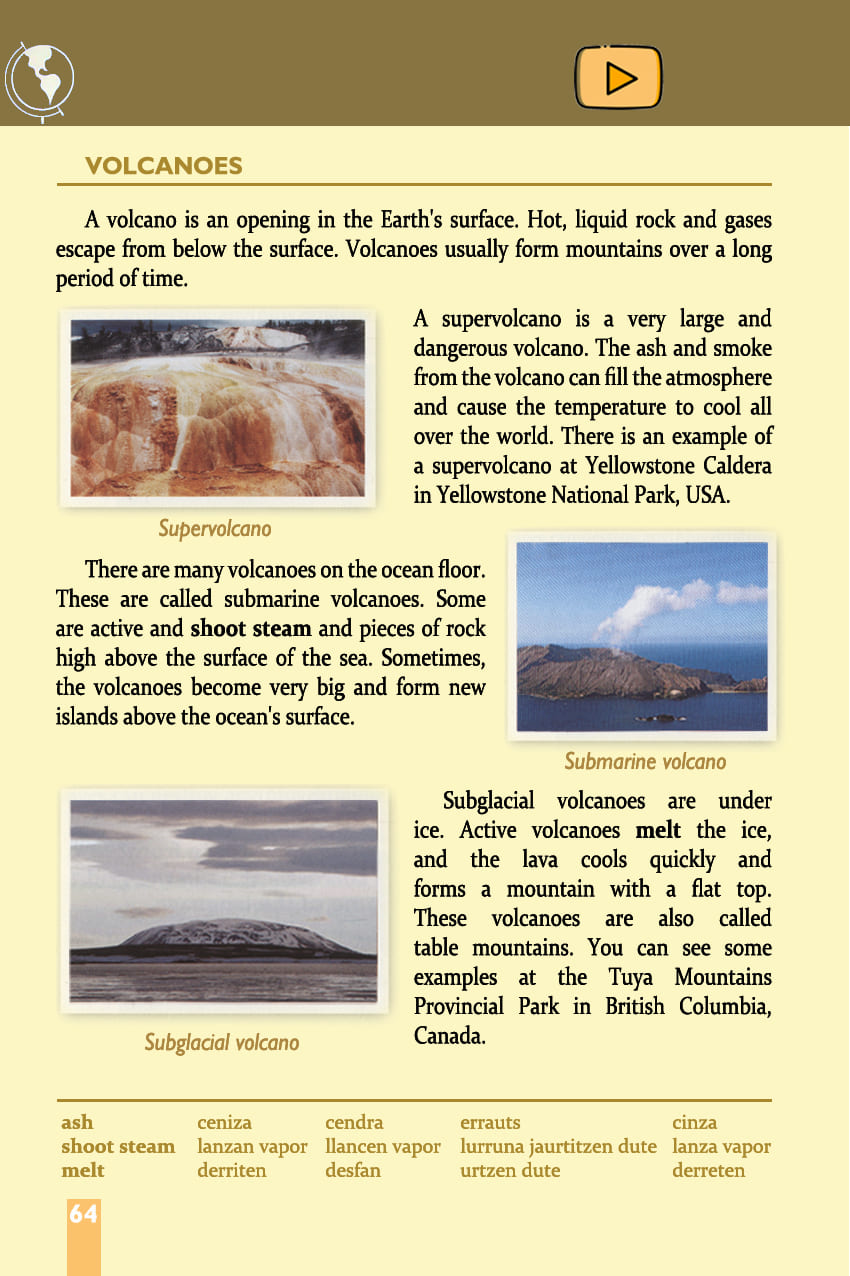 VOLCANOES
A volcano is an opening in the Earth's surface. Hot, liquid rock and gases
escape from below the surface. Volcanoes usually form mountains over a long
period of time.
A supervolcano is a very large and
dangerous volcano. The ash and smoke
from the volcano can fill the atmosphere
and cause the temperature to cool all
over the world. There is an example of
a supervolcano at Yellowstone Caldera
in Yellowstone National Park, USA.
Supervolcano
There are many volcanoes on the ocean floor.
These are called submarine volcanoes. Some
are active and shoot steam and pieces of rock
high above the surface of the sea. Sometimes,
the volcanoes become very big and form new
islands above the ocean's surface.
Submarine volcano
Subglacial volcanoes are under
ice. Active volcanoes melt the ice,
and the lava cools quickly and
forms a mountain with a flat top.
These volcanoes are also called
table mountains. You can see some
examples at the Tuya Mountains
Provincial Park in British Columbia,
Canada.
Subglacial volcano
ash ceniza cendra errauts cinza
shoot steam lanzan vapor llancen vapor lurruna jaurtitzen dute lanza vapor
melt derriten desfan urtzen dute derreten
64